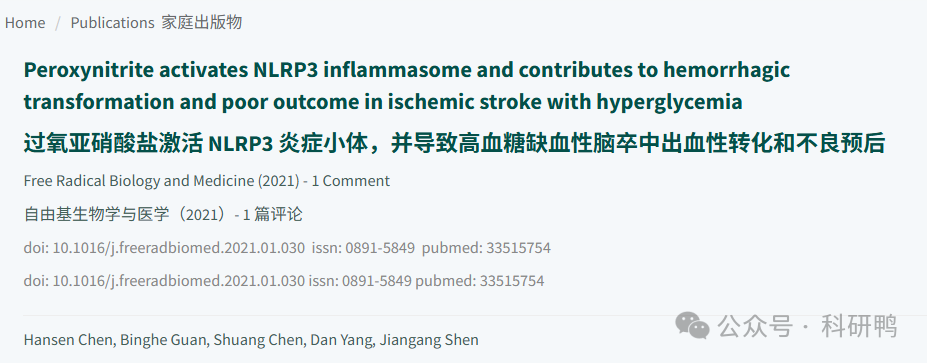 Home / Publications 家庭出版物
Peroxynitrite activates NLRP3 inflammasome and contributes to hemorrhagic
transformation and poor outcome in ischemic stroke with hyperglycemia
过氧亚硝酸盐激活 NLRP3 炎症小体，并导致高血糖缺血性脑卒中出血性转化和不良预后
Free Radical Biology and Medicine (2021) - 1 Comment
自由基生物学与医学（2021）- 1 篇评论
doi: 10.1016/j.freeradbiomed.2021.01.030 issn: 0891-5849 pubmed: 33515754
doi: 10.1016/j.freeradbiomed.2021.01.030 issn: 0891-5849 pubmed: 33515754
公众号 · 科研鸭
Hansen Chen, Binghe Guan, Shuang Chen, Dan Yang, Jiangang Shen